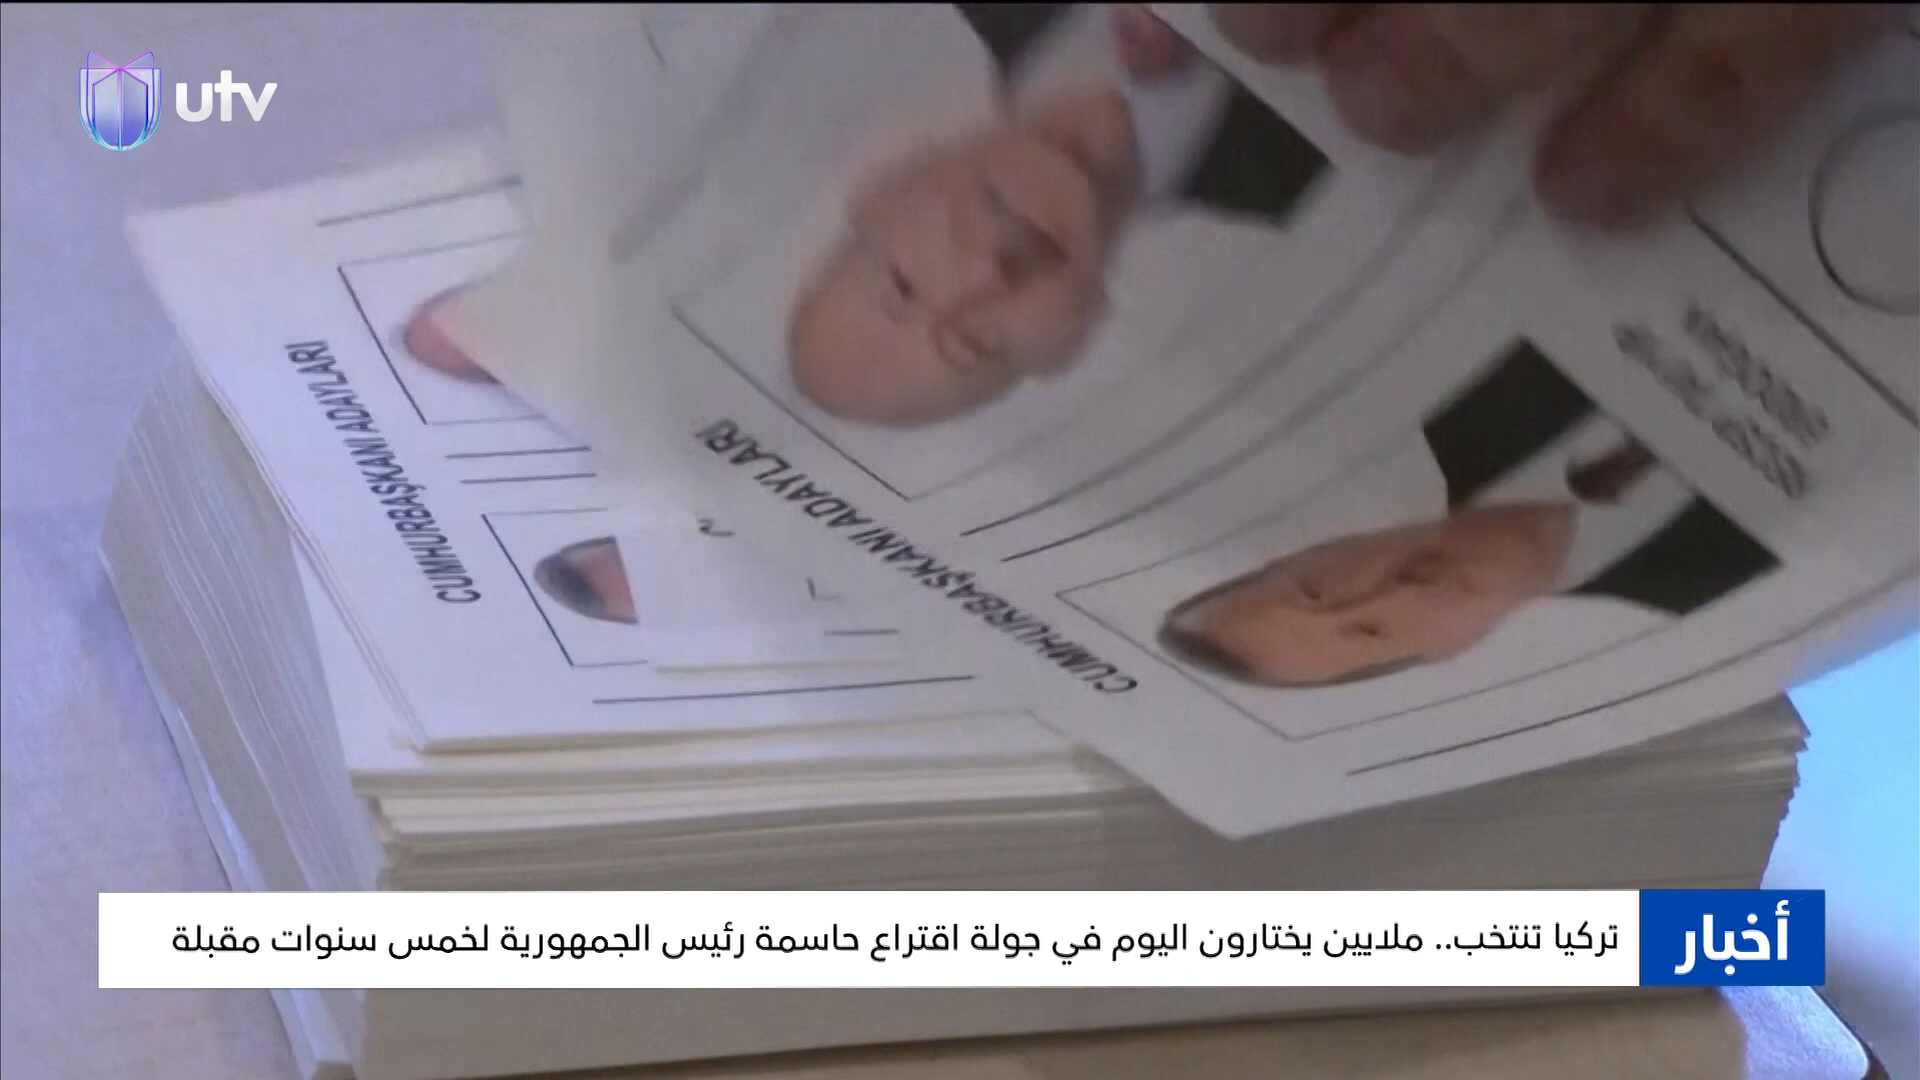 utv
CUMHURBAŞKANI ADAYLARI
CUMHURBAŞKANI ADAYLARI
أخبار
تركيا تنتخب.. ملايين يختارون اليوم في جولة اقتراع حاسمة رئيس الجمهورية لخمس سنوات مقبلة